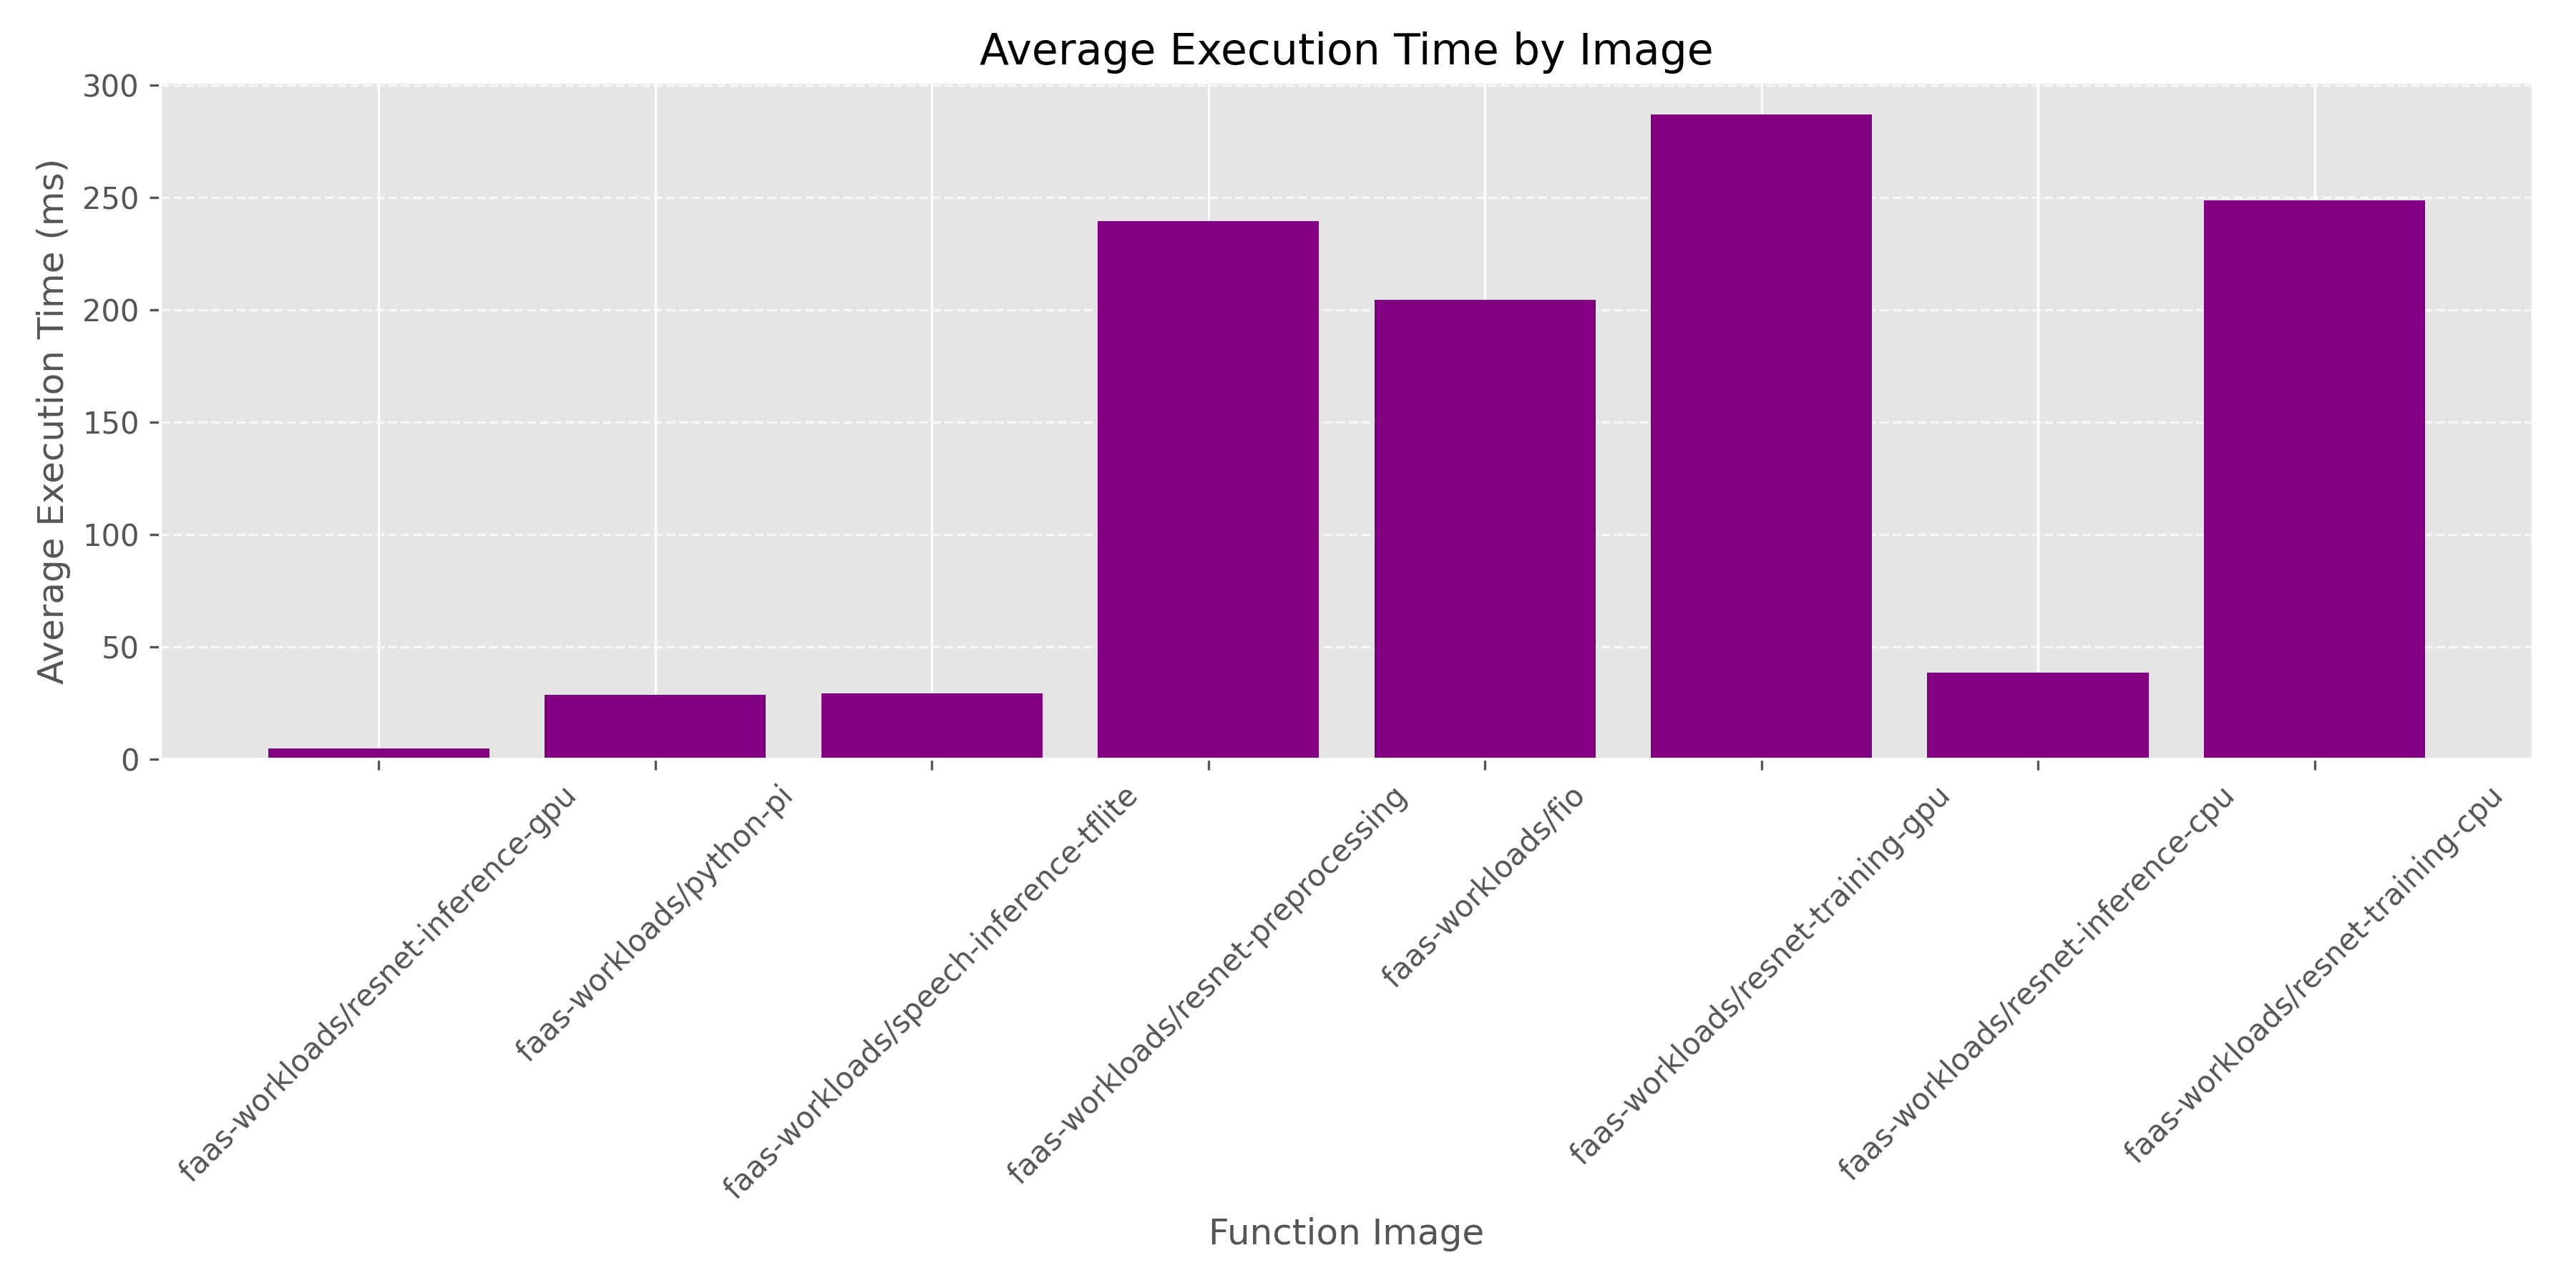 Average Execution Time by Image
Average Execution Time (ms)
300
250
200
150
100
50
0
faas-workloads/resnet-inference-gpu
faas-workloads/python-pi
faas-workloads/speech-inference-tflite
faas-workloads/resnet-preprocessing
faas-workloads/fio
faas-workloads/resnet-training-gpu
faas-workloads/resnet-inference-cpu
faas-workloads/resnet-training-cpu
Function Image